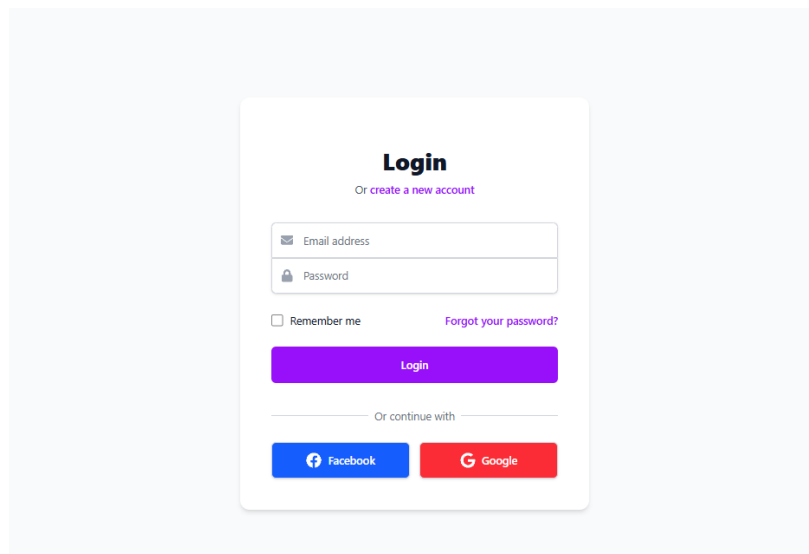 Login
Or create a new account
Email address
Password
Remember me Forgot your password?
Login
Or continue with
Facebook Google